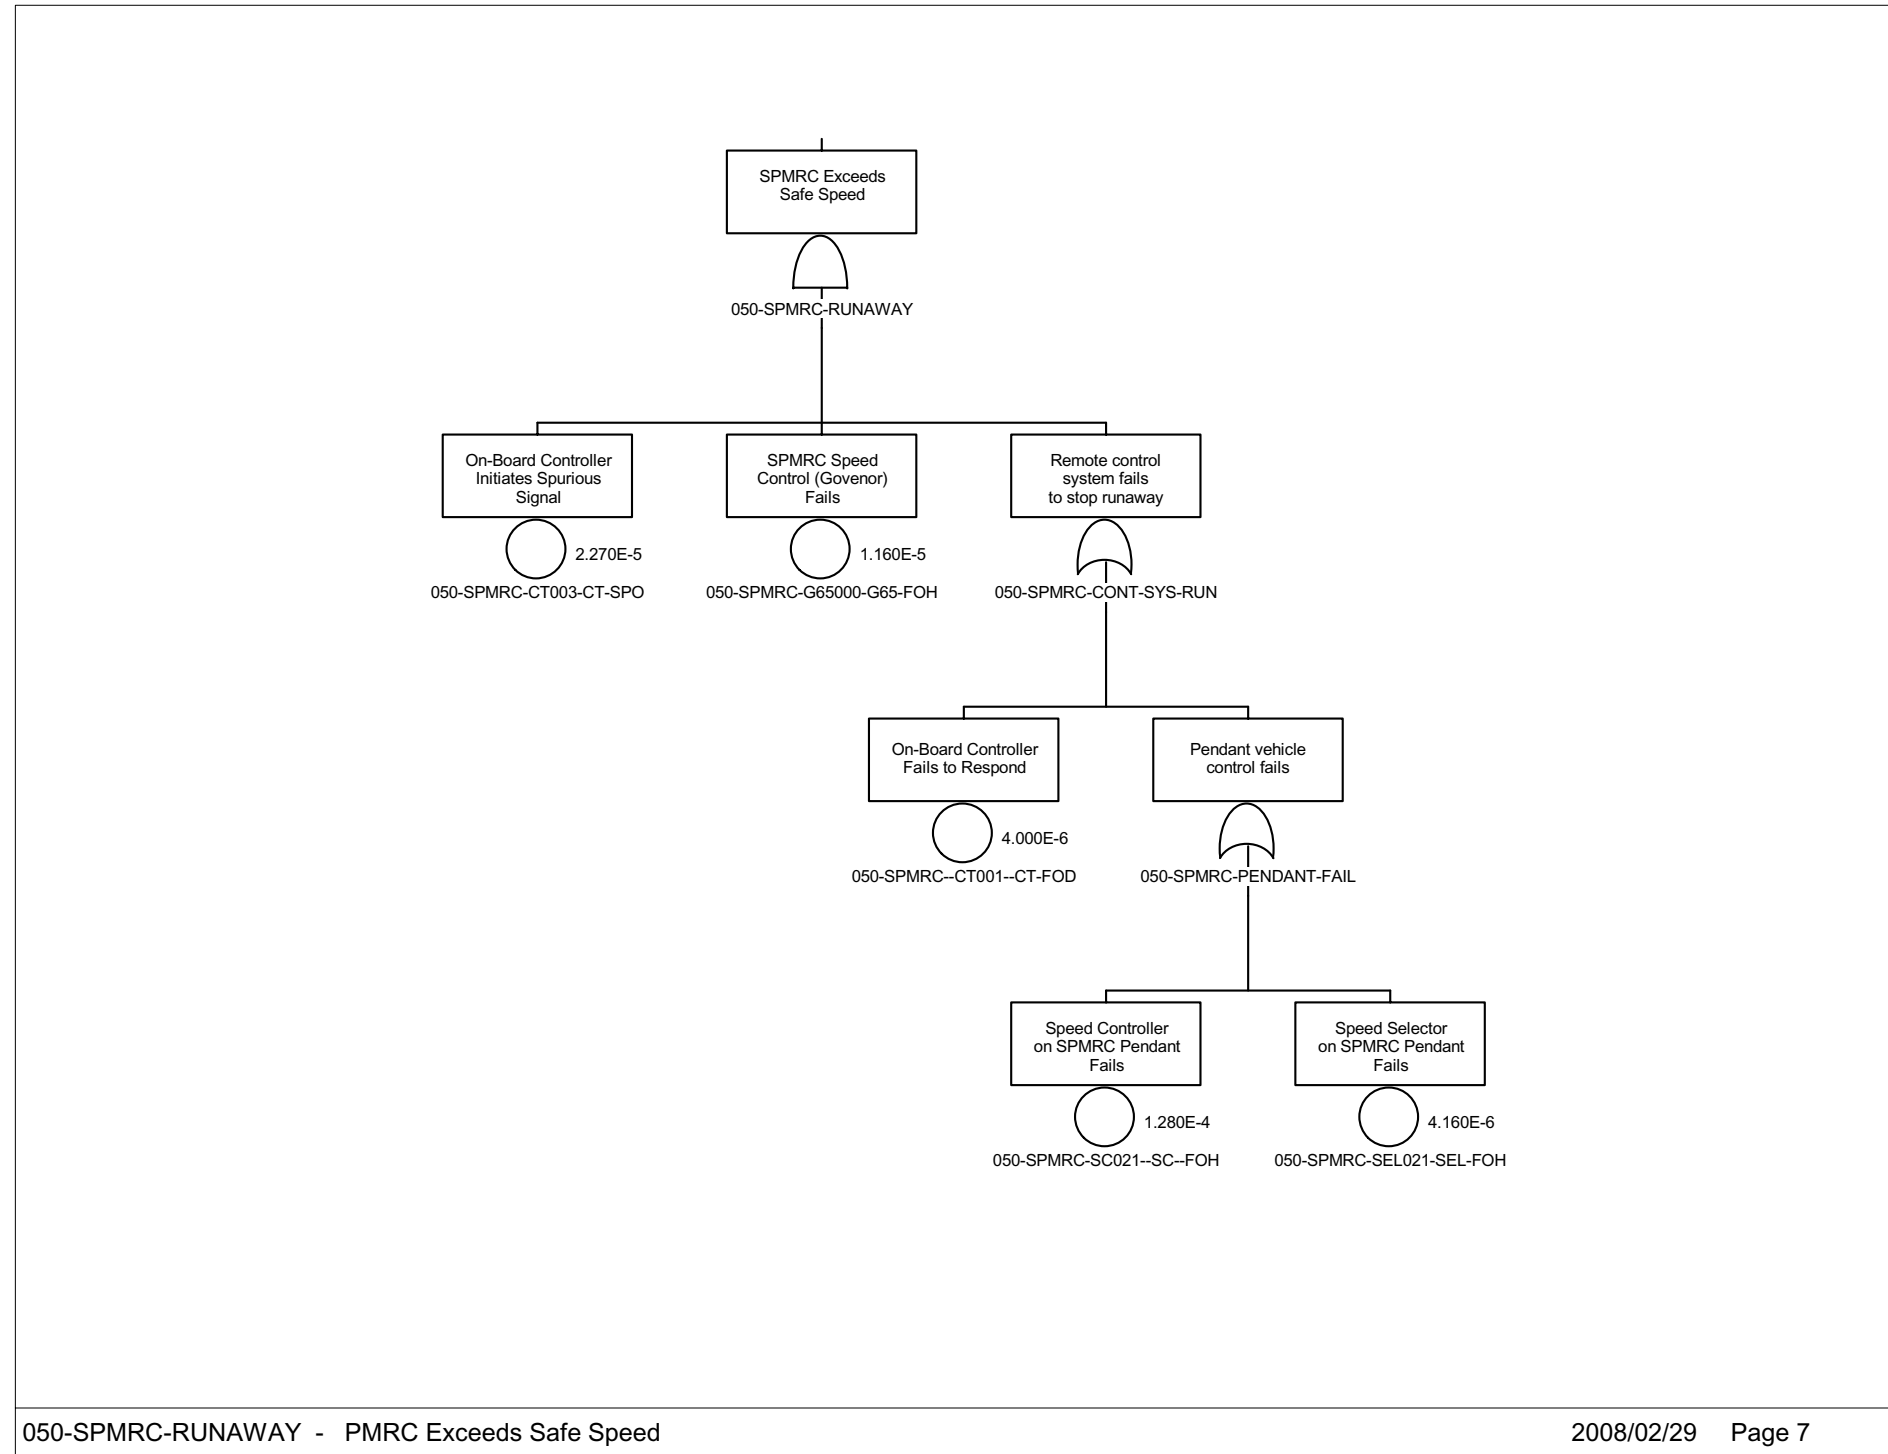 SPMRC Exceeds
Safe Speed
050-SPMRC-RUNAWAY
On-Board Controller
Initiates Spurious
Signal
2.270E-5
050-SPMRC-CT003-CT-SPO
SPMRC Speed
Control (Govenor)
Fails
1.160E-5
050-SPMRC-G65000-G65-FOH
Remote control
system fails
to stop runaway
050-SPMRC-CONT-SYS-RUN
On-Board Controller
Fails to Respond
4.000E-6
050-SPMRC--CT001--CT-FOD
Pendant vehicle
control fails
050-SPMRC-PENDANT-FAIL
Speed Controller
on SPMRC Pendant
Fails
1.280E-4
050-SPMRC-SC021--SC--FOH
Speed Selector
on SPMRC Pendant
Fails
4.160E-6
050-SPMRC-SEL021-SEL-FOH
050-SPMRC-RUNAWAY - PMRC Exceeds Safe Speed
2008/02/29 Page 7